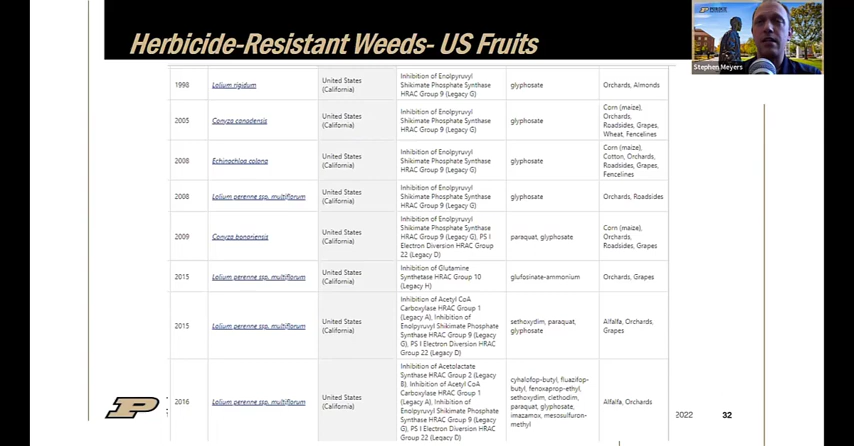 PURDUE
Herbicide-Resistant Weeds- US Fruits
Stephen Meyers
1998 Lolium rigidum United States (California) Inhibition of Enolpyruvyl Shikimate Phosphate Synthase HRAC Group 9 (Legacy G) glyphosate Orchards, Almonds
2005 Conyza canadensis United States (California) Inhibition of Enolpyruvyl Shikimate Phosphate Synthase HRAC Group 9 (Legacy G) glyphosate Corn (maize), Orchards, Roadsides, Grapes, Wheat, Fencelines
2008 Echinochloa colona United States (California) Inhibition of Enolpyruvyl Shikimate Phosphate Synthase HRAC Group 9 (Legacy G) glyphosate Corn (maize), Cotton, Orchards, Roadsides, Grapes, Fencelines
2008 Lolium perenne ssp. multiflorum United States (California) Inhibition of Enolpyruvyl Shikimate Phosphate Synthase HRAC Group 9 (Legacy G) glyphosate Orchards, Roadsides
2009 Conyza bonariensis United States (California) Inhibition of Enolpyruvyl Shikimate Phosphate Synthase HRAC Group 9 (Legacy G), PS I Electron Diversion HRAC Group 22 (Legacy D) paraquat, glyphosate Corn (maize), Orchards, Roadsides, Grapes
2015 Lolium perenne ssp. multiflorum United States (California) Inhibition of Glutamine Synthetase HRAC Group 10 (Legacy H) glufosinate-ammonium Orchards, Grapes
2015 Lolium perenne ssp. multiflorum United States (California) Inhibition of Acetyl CoA Carboxylase HRAC Group 1 (Legacy A), Inhibition of Enolpyruvyl Shikimate Phosphate Synthase HRAC Group 9 (Legacy G), PS I Electron Diversion HRAC Group 22 (Legacy D) sethoxydim, paraquat, glyphosate Alfalfa, Orchards, Grapes
2016 Lolium perenne ssp. multiflorum United States (California) Inhibition of Acetolactate Synthase HRAC Group 2 (Legacy B), Inhibition of Acetyl CoA Carboxylase HRAC Group 1 (Legacy A), Inhibition of Enolpyruvyl Shikimate Phosphate Synthase HRAC Group 9 (Legacy G), PS I Electron Diversion HRAC Group 22 (Legacy D) cyhalofop-butyl, fluazifop-butyl, fenoxaprop-ethyl, sethoxydim, clethodim, paraquat, glyphosate, imazamox, mesosulfuron-methyl Alfalfa, Orchards
P
2022 32